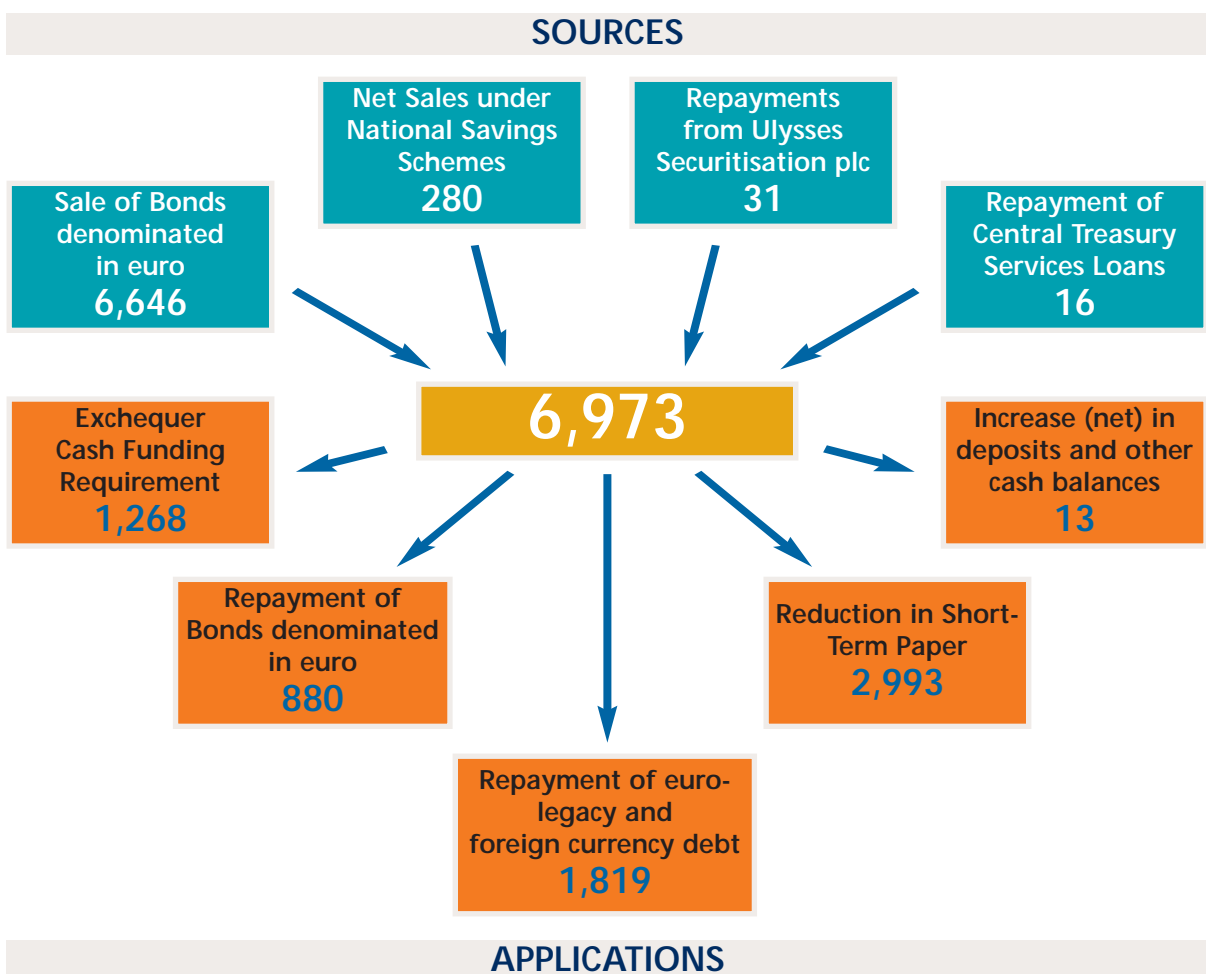 SOURCES
Net Sales under
National Savings
Schemes
280
Repayments
from Ulysses
Securitisation plc
31
Sale of Bonds
denominated
in euro
6,646
Repayment of
Central Treasury
Services Loans
16
6,973
Exchequer
Cash Funding
Requirement
1,268
Increase (net) in
deposits and other
cash balances
13
Repayment of
Bonds denominated
in euro
880
Reduction in Short-
Term Paper
2,993
Repayment of euro-
legacy and
foreign currency debt
1,819
APPLICATIONS